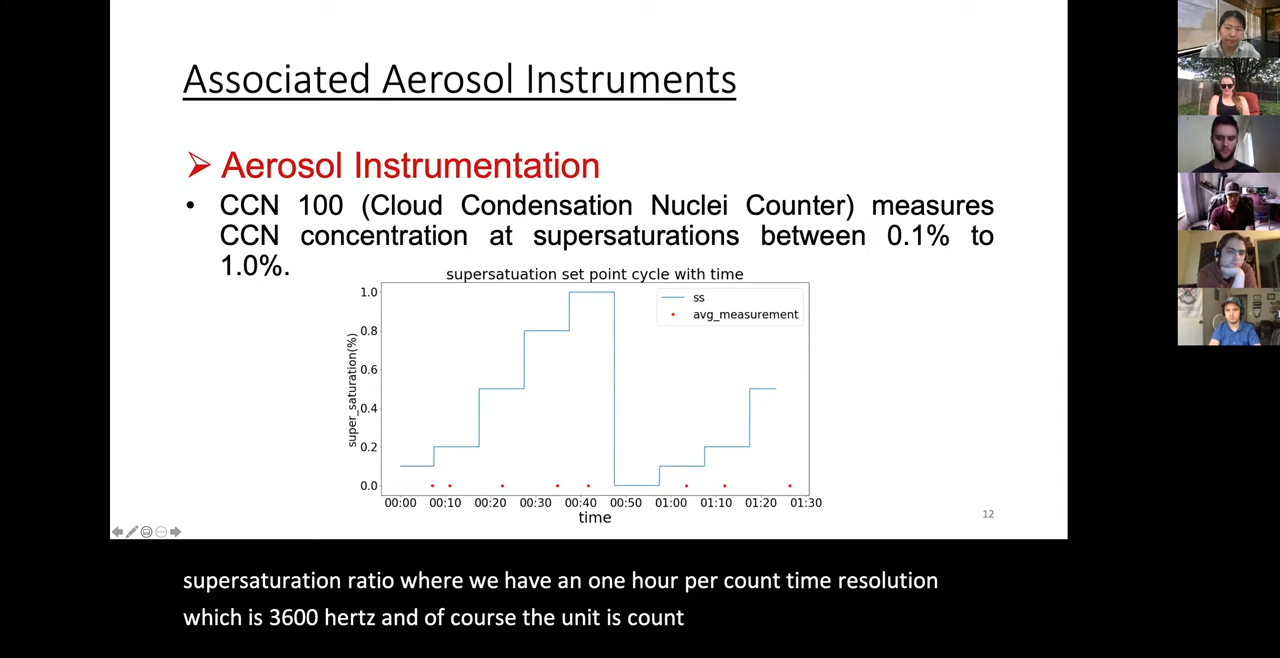 Associated Aerosol Instruments
Aerosol Instrumentation
• CCN 100 (Cloud Condensation Nuclei Counter) measures
CCN concentration at supersaturations between 0.1% to
1.0%.
supersatuation set point cycle with time
ss
avg_measurement
super_saturation(%)
1.0
0.8
0.6
0.4
0.2
0.0
00:00 00:10 00:20 00:30 00:40 00:50 01:00 01:10 01:20 01:30
time
12
supersaturation ratio where we have an one hour per count time resolution
which is 3600 hertz and of course the unit is count